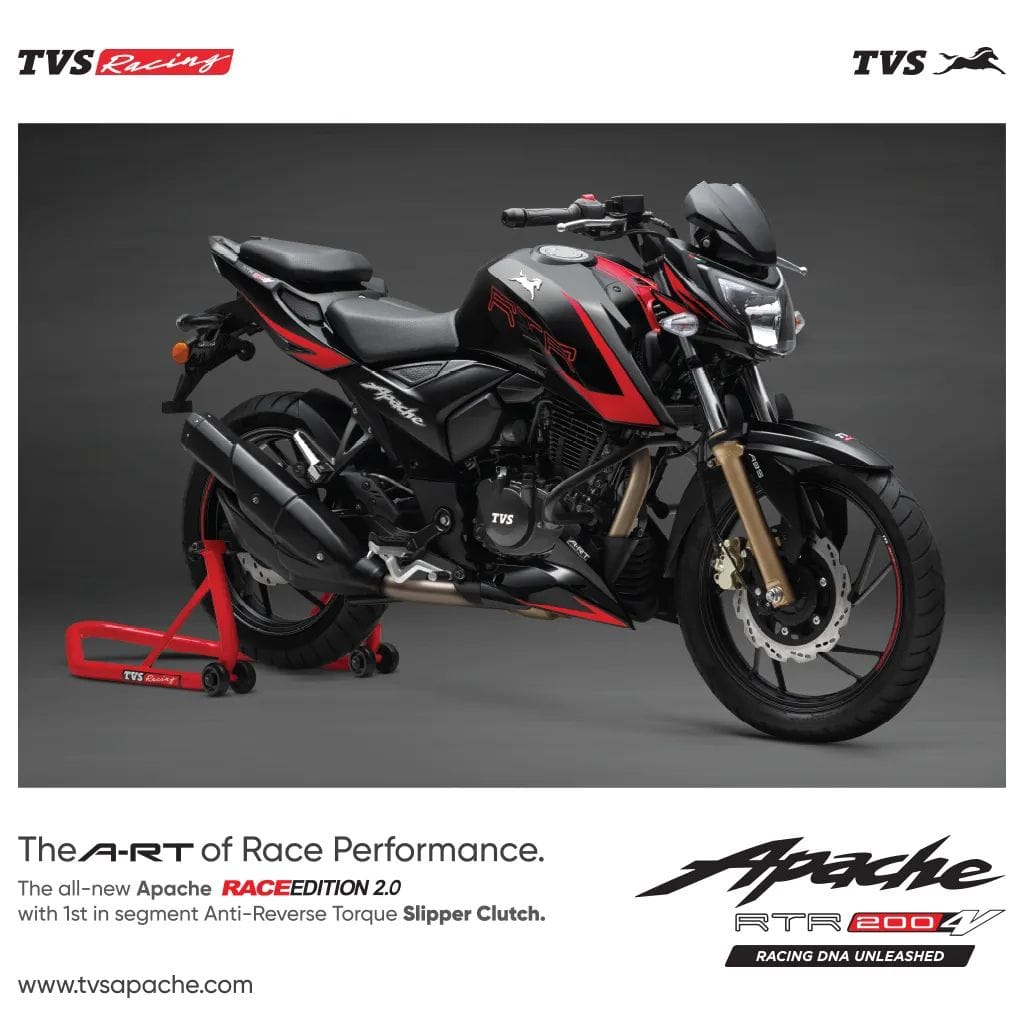 TVS Racing
TVS
RTR
Apache
ABS
TVS
A-RT
TVS Racing
The A-RT of Race Performance.
The all-new Apache RACE EDITION 2.0
with 1st in segment Anti-Reverse Torque Slipper Clutch.
www.tvsapache.com
Apache
RTR 200 4V
RACING DNA UNLEASHED